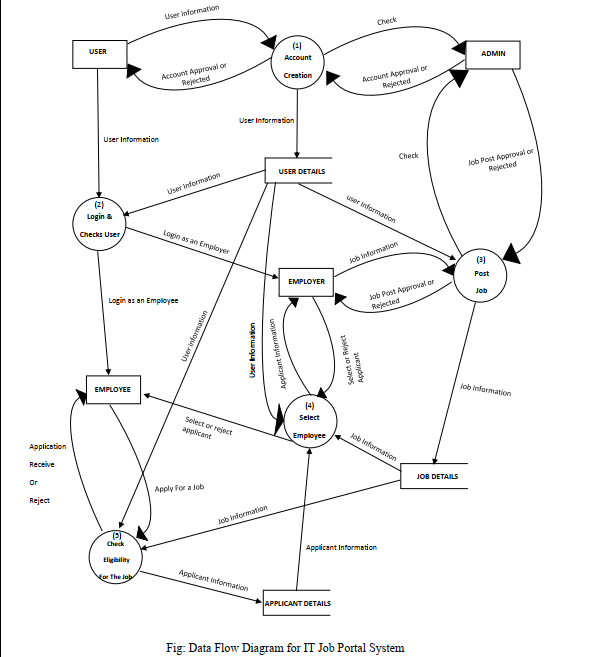 User information
Check
USER
(1)
Account
Creation
ADMIN
Account Approval or
Rejected
Account Approval or
Rejected
User Information
User Information
Check
Job Post Approval or
Rejected
USER DETAILS
User Information
user Information
(2)
Login &
Checks User
Login as an Employer
Job Information
(3)
Post
Job
EMPLOYER
Job Post Approval or
Rejected
Login as an Employee
User Information
User Information
Applicant Information
Select or Reject
Applicant
EMPLOYEE
Job Information
(4)
Select
Employee
Select or reject
applicant
Job Information
Application
Receive
Or
Reject
JOB DETAILS
Apply For a Job
Job Information
(5)
Check
Eligibility
For The Job
Applicant Information
Applicant Information
APPLICANT DETAILS
Fig: Data Flow Diagram for IT Job Portal System